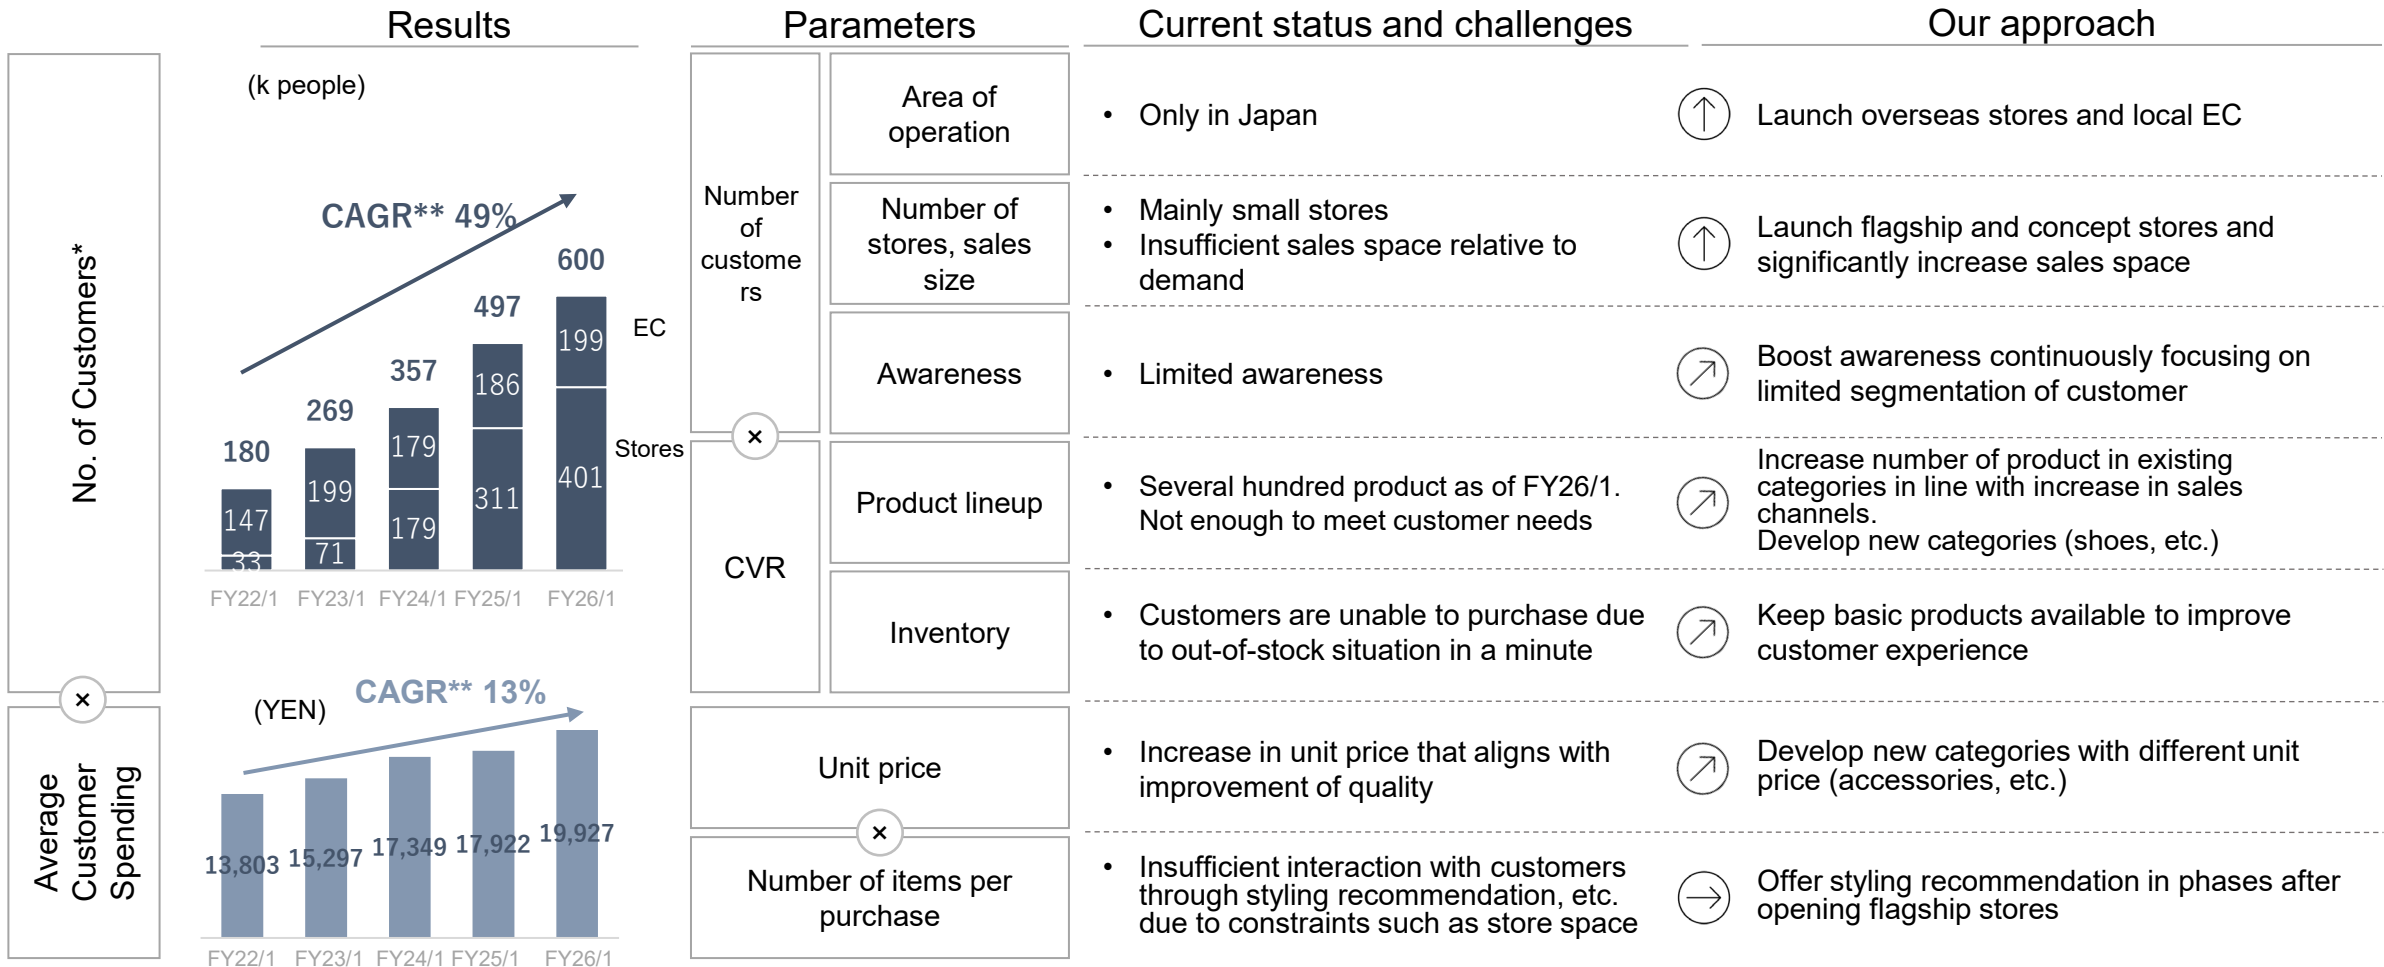 Results
Parameters
Current status and challenges
Our approach
No. of Customers*
(k people)
CAGR** 49%
600
497
357
269
180
199
186
179
199
147
401
311
179
71
33
EC
Stores
FY22/1
FY23/1
FY24/1
FY25/1
FY26/1
×
Average
Customer
Spending
(YEN)
CAGR** 13%
13,803
15,297
17,349
17,922
19,927
FY22/1
FY23/1
FY24/1
FY25/1
FY26/1
Number
of
custome
rs
×
CVR
Area of
operation
• Only in Japan
Launch overseas stores and local EC
Number of
stores, sales
size
• Mainly small stores
• Insufficient sales space relative to
demand
Launch flagship and concept stores and
significantly increase sales space
Awareness
• Limited awareness
Boost awareness continuously focusing on
limited segmentation of customer
Product lineup
• Several hundred product as of FY26/1.
Not enough to meet customer needs
Increase number of product in existing
categories in line with increase in sales
channels.
Develop new categories (shoes, etc.)
Inventory
• Customers are unable to purchase due
to out-of-stock situation in a minute
Keep basic products available to improve
customer experience
Unit price
• Increase in unit price that aligns with
improvement of quality
Develop new categories with different unit
price (accessories, etc.)
×
Number of items per
purchase
• Insufficient interaction with customers
through styling recommendation, etc.
due to constraints such as store space
Offer styling recommendation in phases after
opening flagship stores